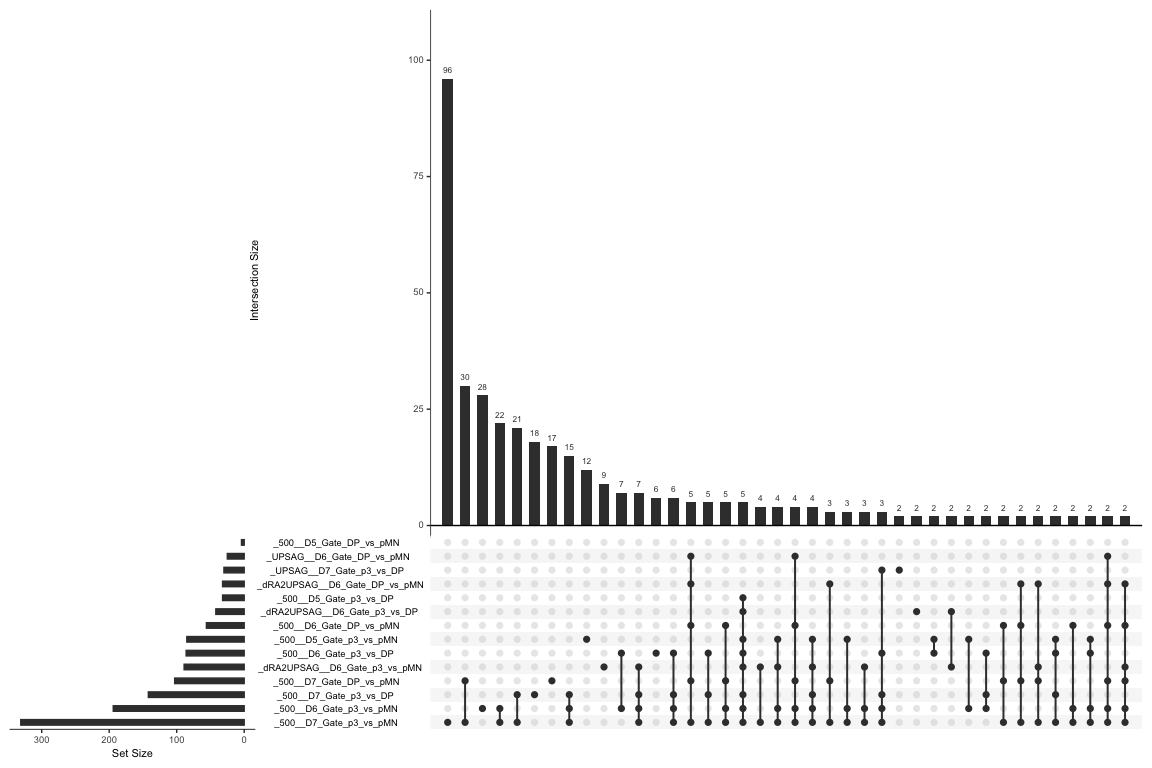 100
96
75
Intersection Size
50
30
28
25
22
21
18
17
15
12
9
7
7
6
6
5
5
5
5
4
4
4
4
3
3
3
3
2
2
2
2
2
2
2
2
2
2
2
2
2
2
0
_500__D5_Gate_DP_vs_pMN
_UPSAG__D6_Gate_DP_vs_pMN
_UPSAG__D7_Gate_p3_vs_DP
_dRA2UPSAG__D6_Gate_DP_vs_pMN
_500__D5_Gate_p3_vs_DP
_dRA2UPSAG__D6_Gate_p3_vs_DP
_500__D6_Gate_DP_vs_pMN
_500__D5_Gate_p3_vs_pMN
_500__D6_Gate_p3_vs_DP
_dRA2UPSAG__D6_Gate_p3_vs_pMN
_500__D7_Gate_DP_vs_pMN
_500__D7_Gate_p3_vs_DP
_500__D6_Gate_p3_vs_pMN
_500__D7_Gate_p3_vs_pMN
300 200 100 0
Set Size